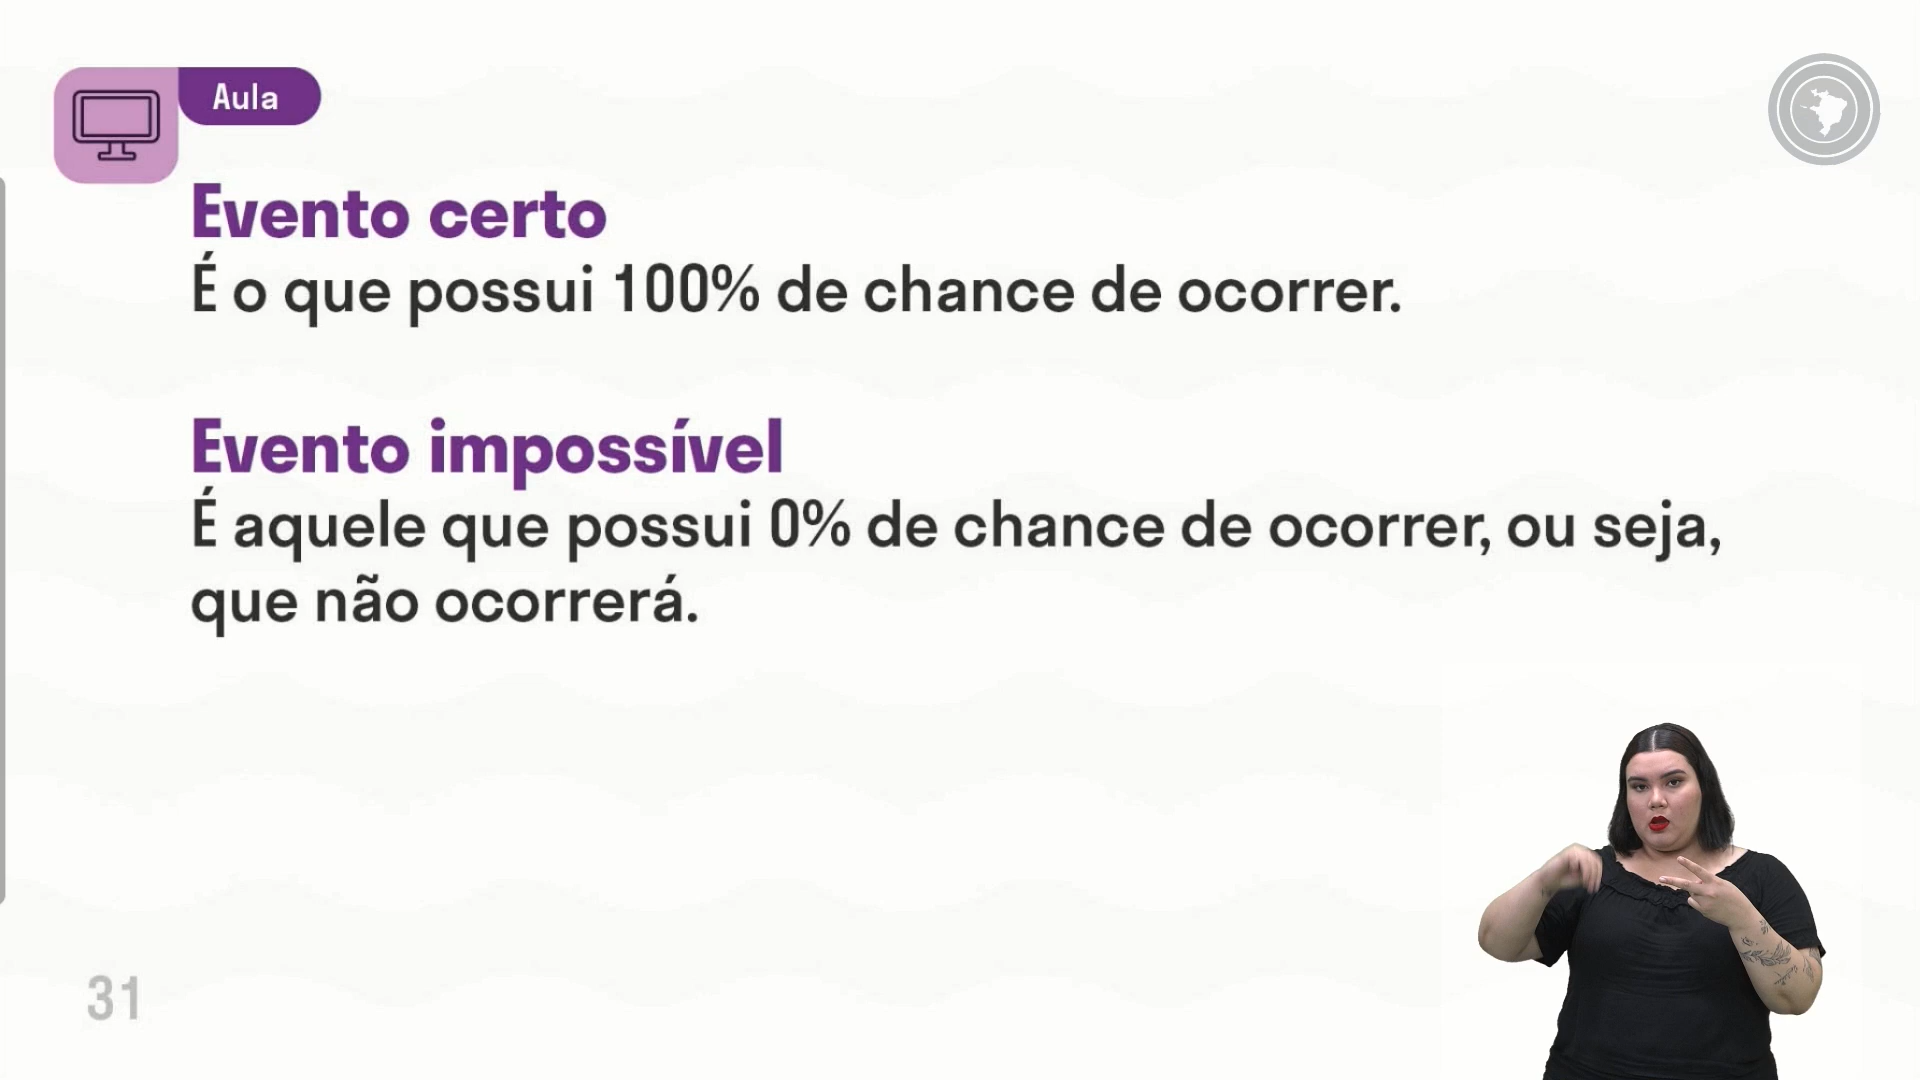 Aula
Evento certo
É o que possui 100% de chance de ocorrer.
Evento impossível
É aquele que possui 0% de chance de ocorrer, ou seja,
que não ocorrerá.
31